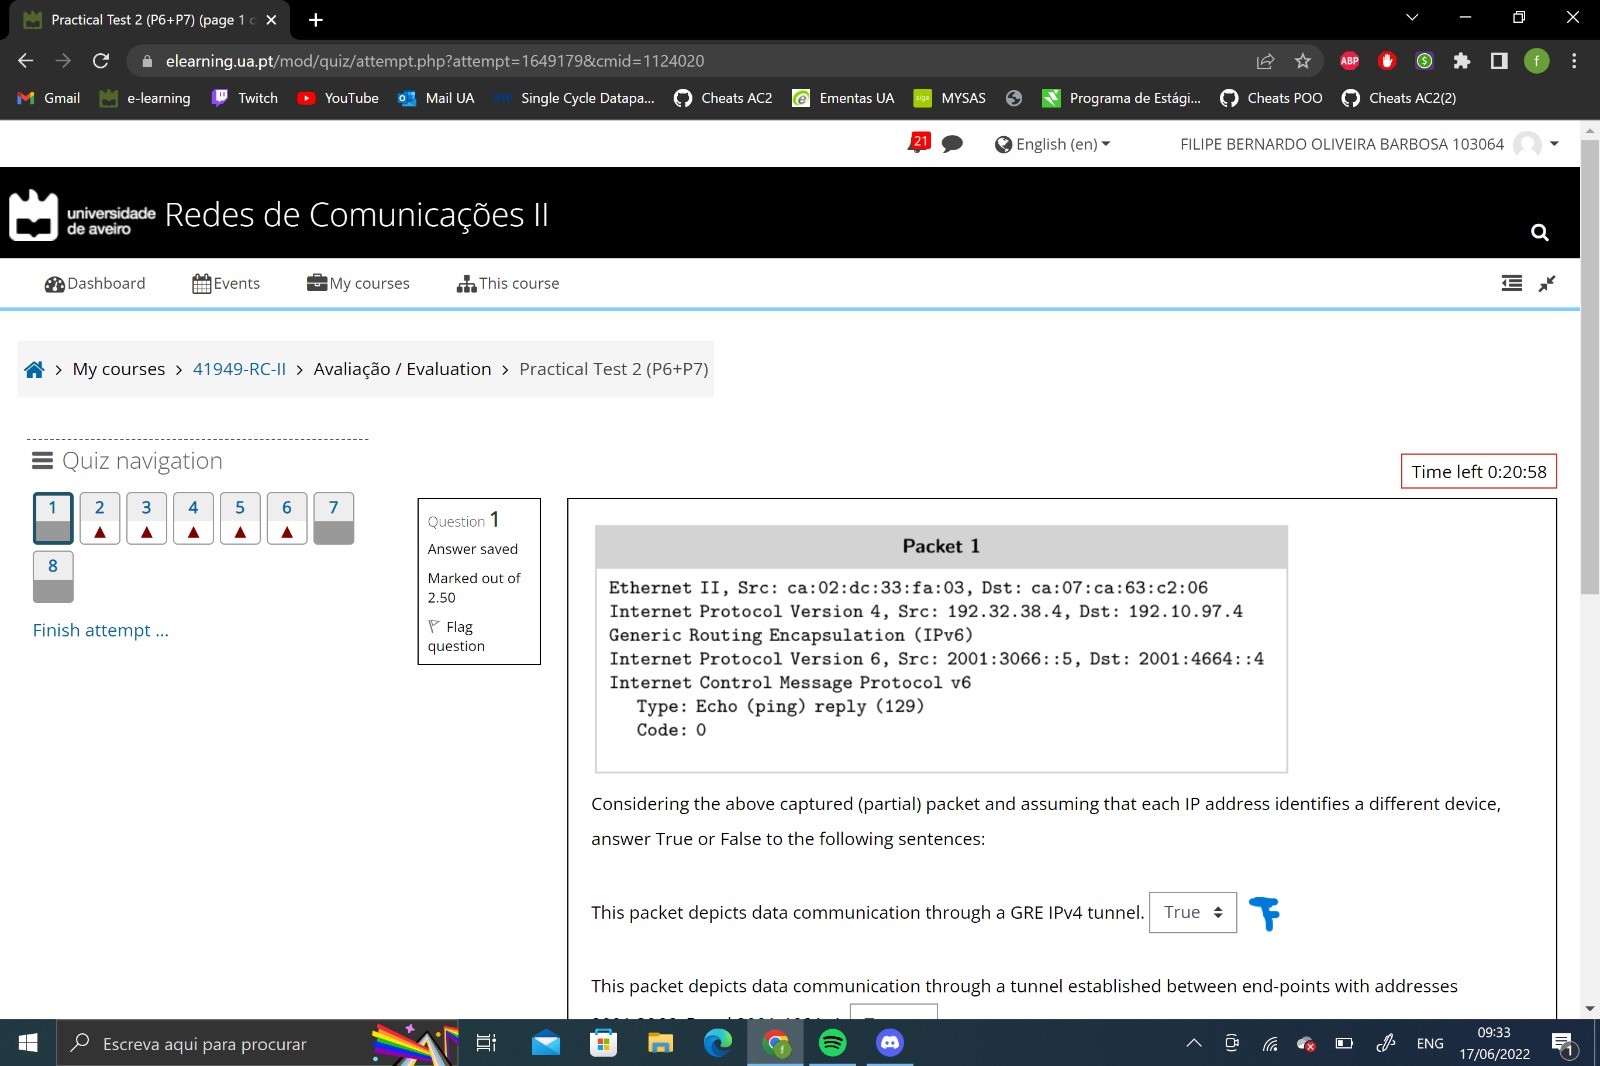 Practical Test 2 (P6+P7) (page 1
elearning.ua.pt/mod/quiz/attempt.php?attempt=1649179&cmid=1124020
ABP
f
Gmail e-learning Twitch YouTube Mail UA Single Cycle Datapa... Cheats AC2 Ementas UA MYSAS Programa de Estági... Cheats POO Cheats AC2(2)
21 English (en) FILIPE BERNARDO OLIVEIRA BARBOSA 103064
universidade de aveiro Redes de Comunicações II
Dashboard Events My courses This course
> My courses > 41949-RC-II > Avaliação / Evaluation > Practical Test 2 (P6+P7)
Quiz navigation
1 2 3 4 5 6 7
8
Finish attempt ...
Time left 0:20:58
Question 1
Answer saved
Marked out of
2.50
Flag
question
Packet 1
Ethernet II, Src: ca:02:dc:33:fa:03, Dst: ca:07:ca:63:c2:06
Internet Protocol Version 4, Src: 192.32.38.4, Dst: 192.10.97.4
Generic Routing Encapsulation (IPv6)
Internet Protocol Version 6, Src: 2001:3066::5, Dst: 2001:4664::4
Internet Control Message Protocol v6
Type: Echo (ping) reply (129)
Code: 0
Considering the above captured (partial) packet and assuming that each IP address identifies a different device,
answer True or False to the following sentences:
This packet depicts data communication through a GRE IPv4 tunnel. True F
This packet depicts data communication through a tunnel established between end-points with addresses
Escreva aqui para procurar
ENG
09:33
17/06/2022
1